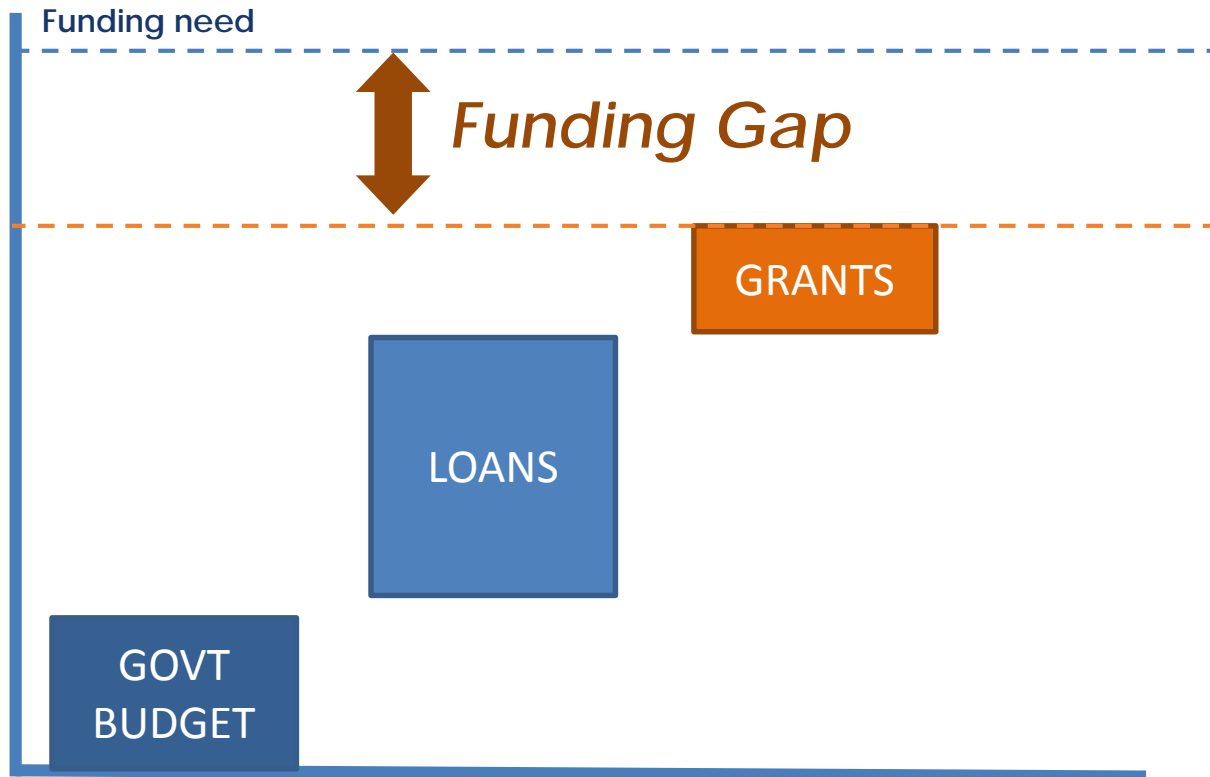 Funding need
Funding Gap
GRANTS
LOANS
GOVT
BUDGET